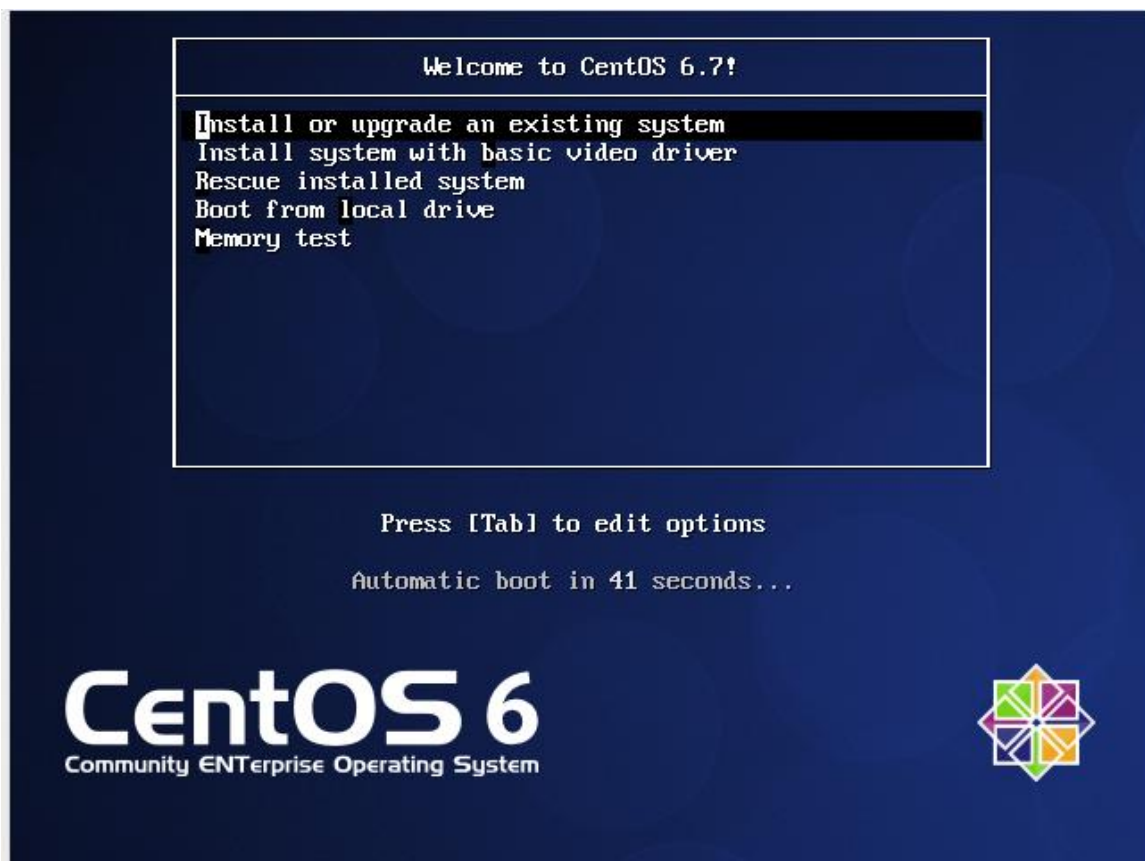 Welcome to CentOS 6.7!
Install or upgrade an existing system
Install system with basic video driver
Rescue installed system
Boot from local drive
Memory test
Press [Tab] to edit options
Automatic boot in 41 seconds...
CentOS 6
Community ENTerprise Operating System